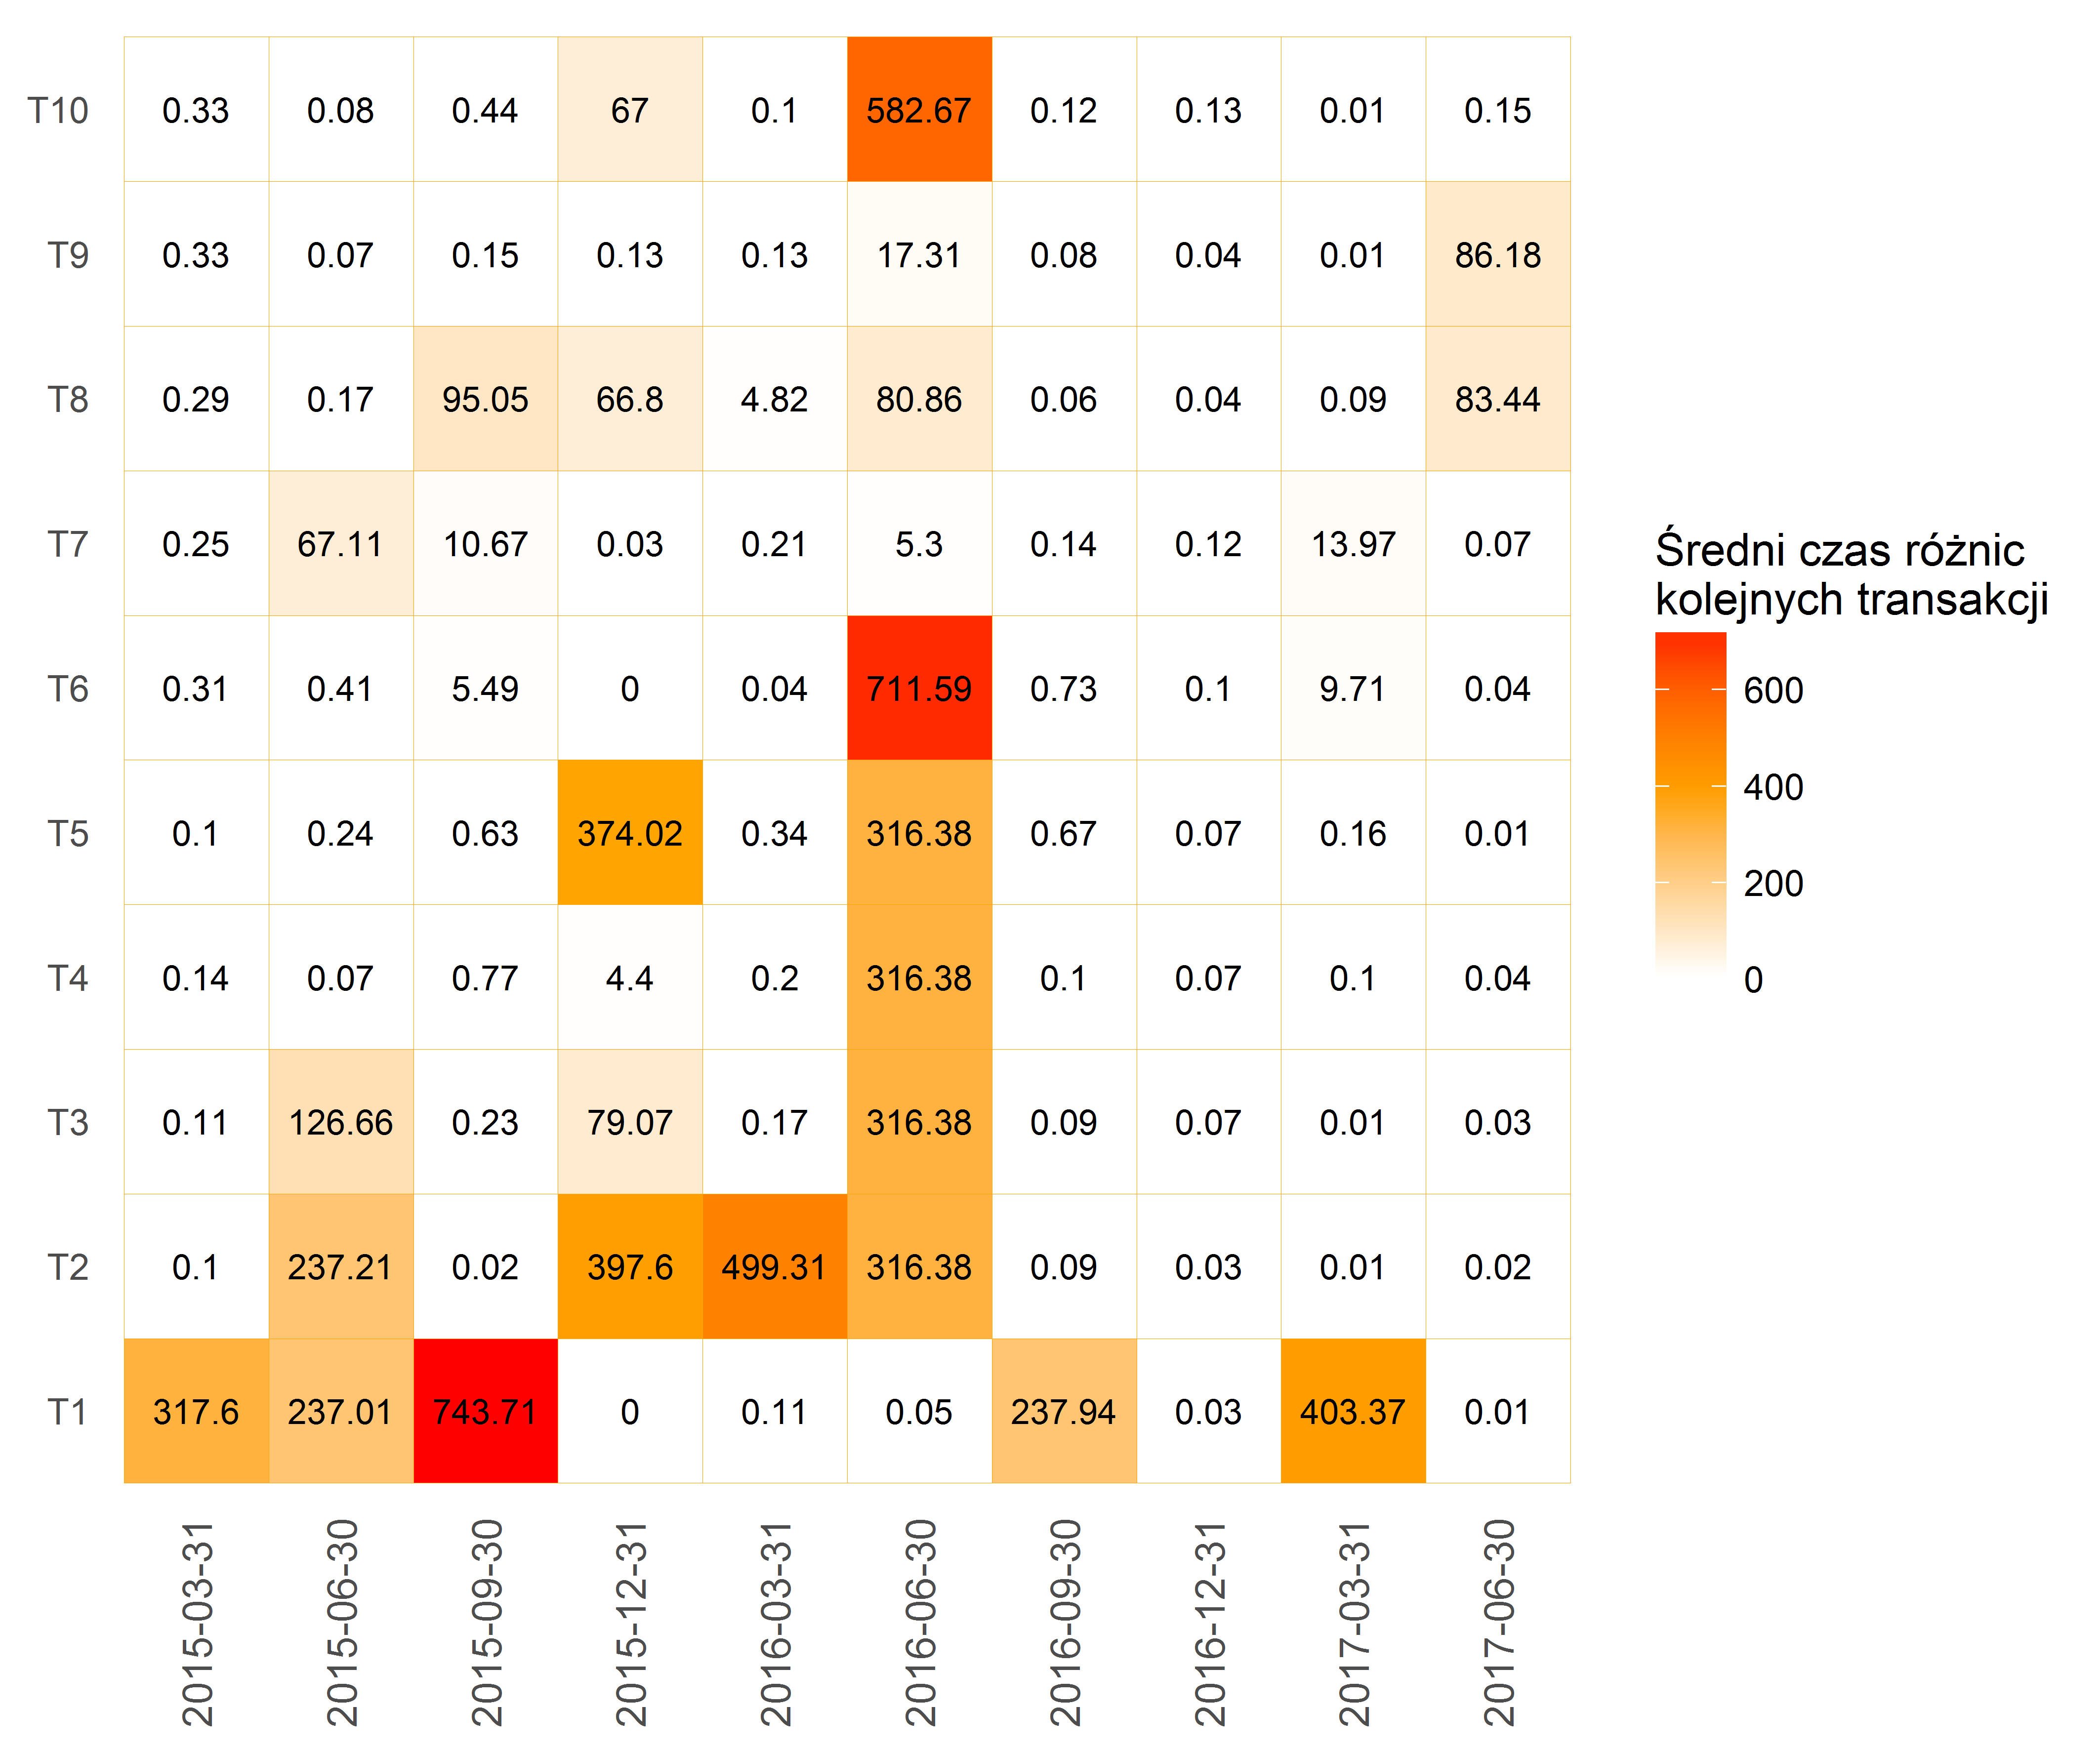 T10 0.33 0.08 0.44 67 0.1 582.67 0.12 0.13 0.01 0.15
T9 0.33 0.07 0.15 0.13 0.13 17.31 0.08 0.04 0.01 86.18
T8 0.29 0.17 95.05 66.8 4.82 80.86 0.06 0.04 0.09 83.44
T7 0.25 67.11 10.67 0.03 0.21 5.3 0.14 0.12 13.97 0.07
T6 0.31 0.41 5.49 0 0.04 711.59 0.73 0.1 9.71 0.04
T5 0.1 0.24 0.63 374.02 0.34 316.38 0.67 0.07 0.16 0.01
T4 0.14 0.07 0.77 4.4 0.2 316.38 0.1 0.07 0.1 0.04
T3 0.11 126.66 0.23 79.07 0.17 316.38 0.09 0.07 0.01 0.03
T2 0.1 237.21 0.02 397.6 499.31 316.38 0.09 0.03 0.01 0.02
T1 317.6 237.01 743.71 0 0.11 0.05 237.94 0.03 403.37 0.01
2015-03-31
2015-06-30
2015-09-30
2015-12-31
2016-03-31
2016-06-30
2016-09-30
2016-12-31
2017-03-31
2017-06-30
Średni czas różnic
kolejnych transakcji
600
400
200
0